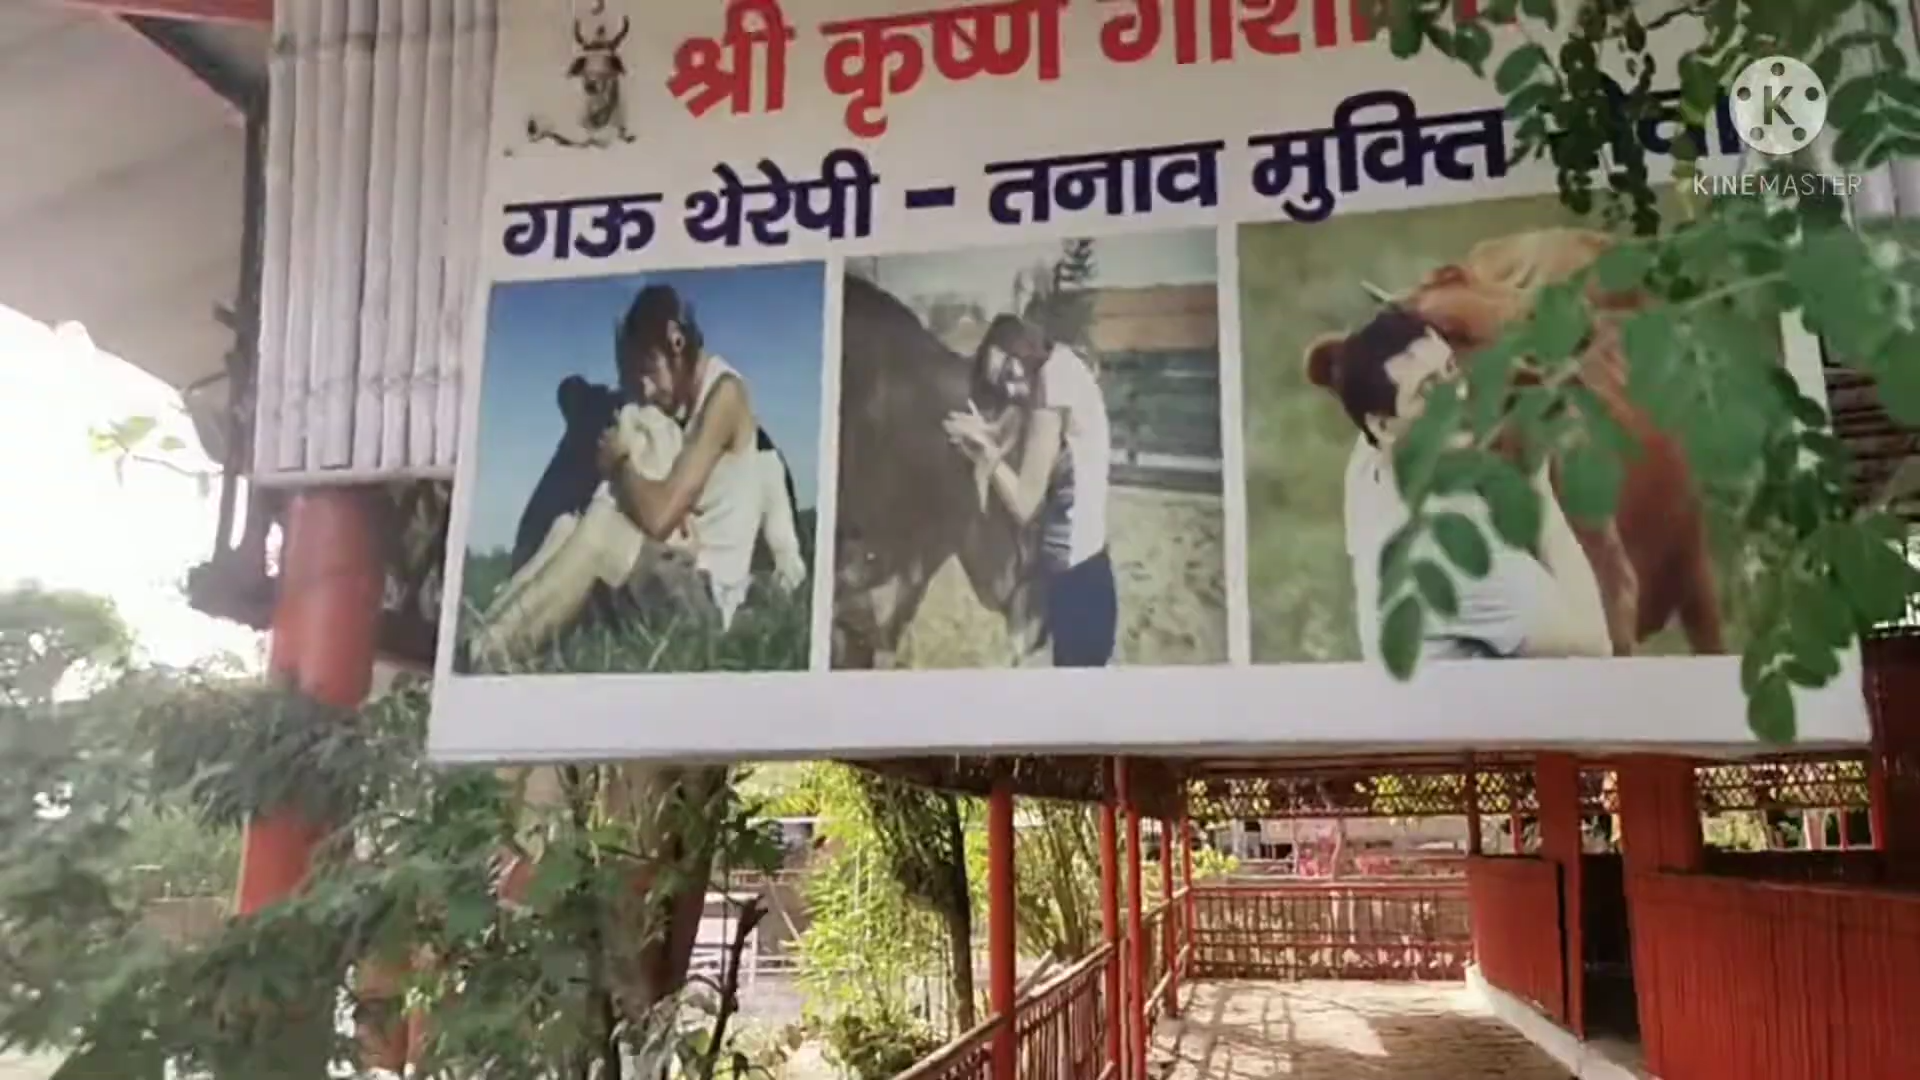 श्री कृष्ण
गऊ थेरेपी - तनाव मुक्ति
K
KINEMASTER